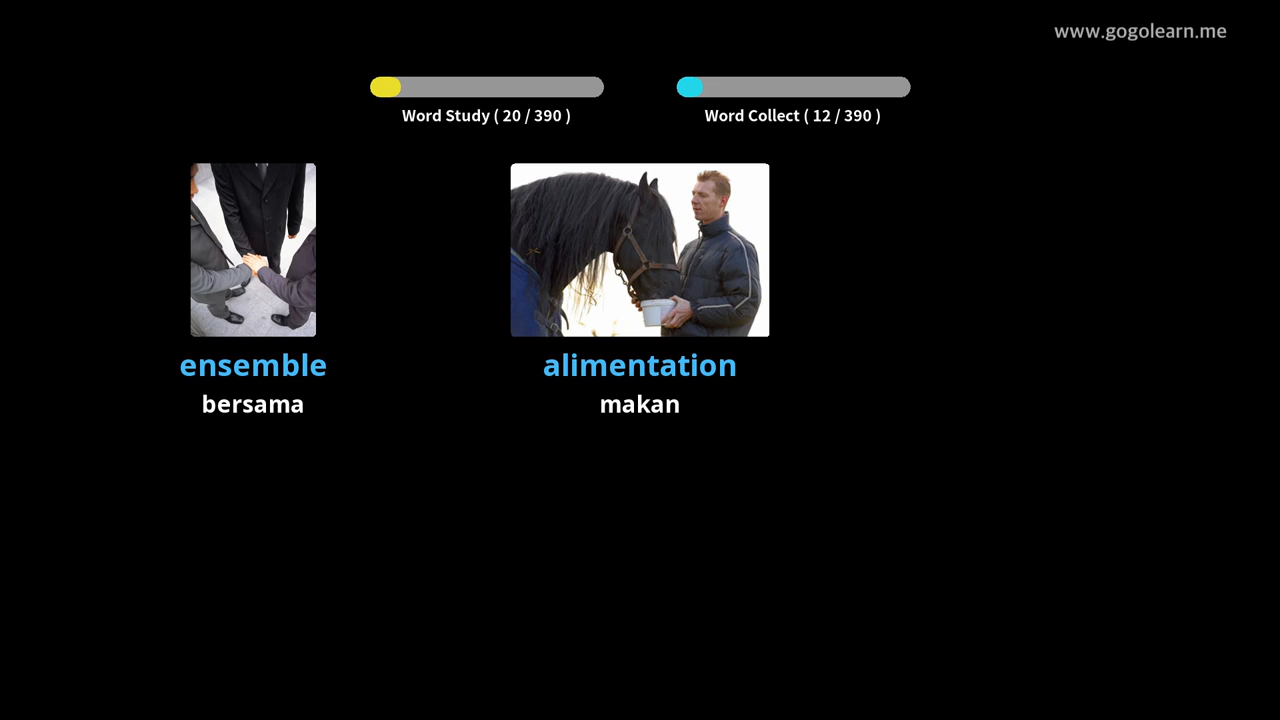 www.gogolearn.me
Word Study ( 20 / 390 )
Word Collect ( 12 / 390 )
ensemble
bersama
alimentation
makan